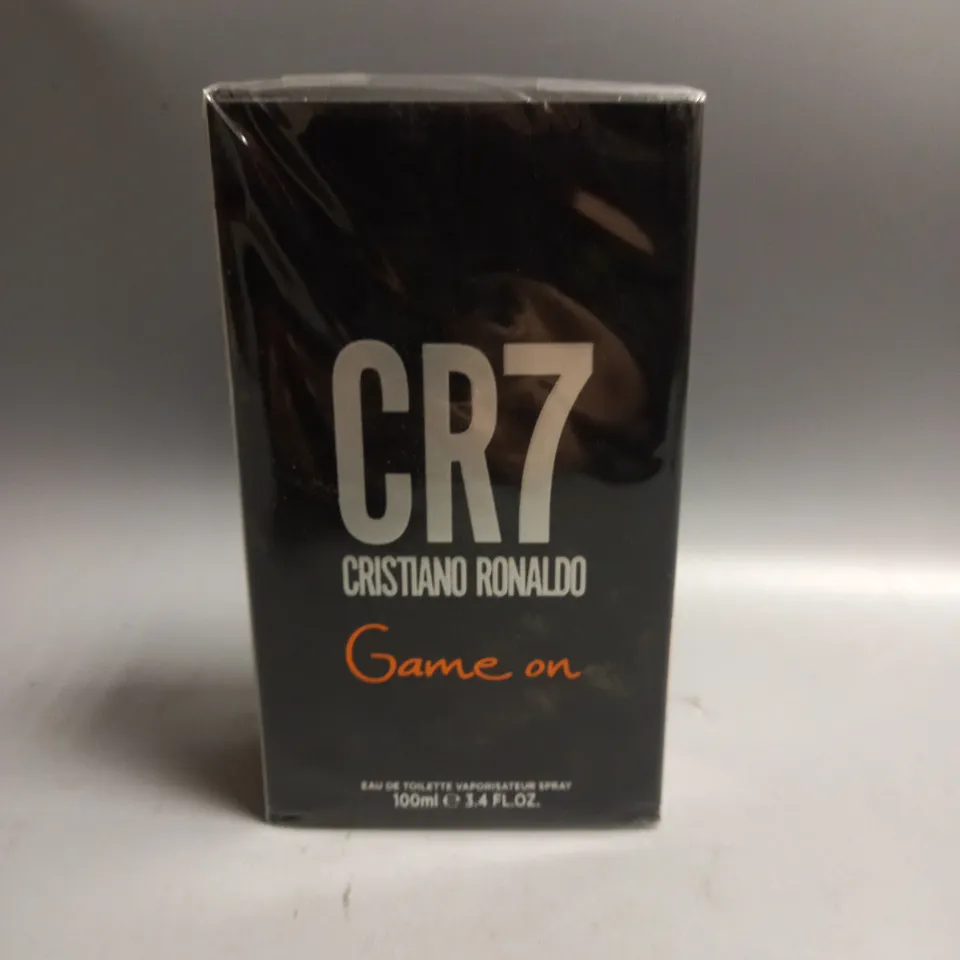 CR7
CRISTIANO RONALDO
Game on
EAU DE TOILETTE VAPORISATEUR SPRAY
100ml ℮ 3.4 FL.OZ.